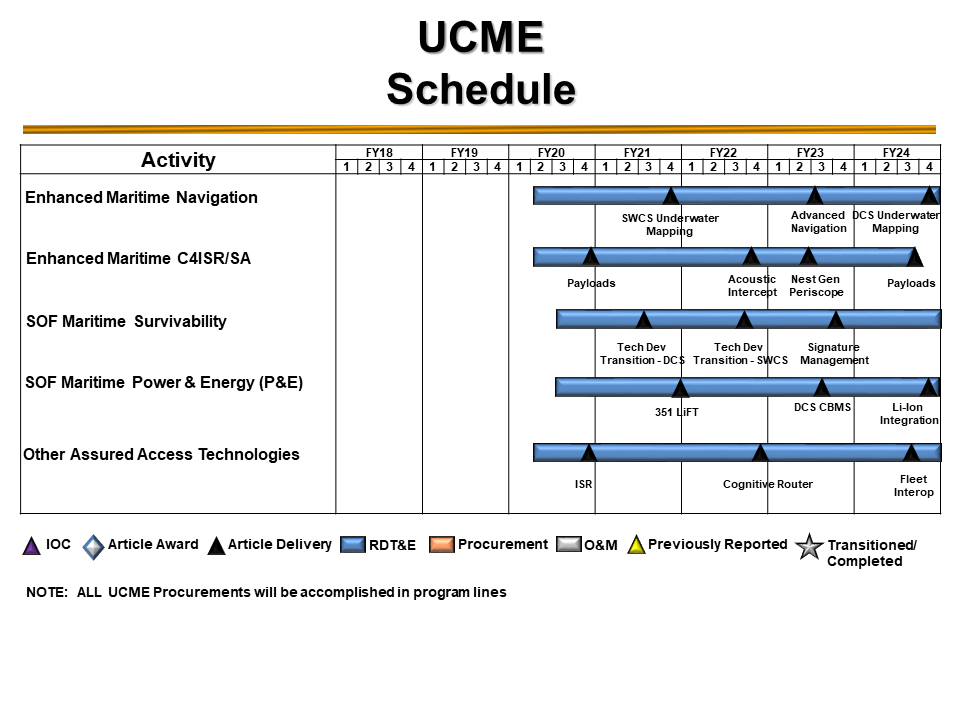 UCME
Schedule
Activity
FY18 FY19 FY20 FY21 FY22 FY23 FY24
1 2 3 4 1 2 3 4 1 2 3 4 1 2 3 4 1 2 3 4 1 2 3 4 1 2 3 4
Enhanced Maritime Navigation
SWCS Underwater
Mapping
Advanced
Navigation
DCS Underwater
Mapping
Enhanced Maritime C4ISR/SA
Payloads
Acoustic
Intercept
Nest Gen
Periscope
Payloads
SOF Maritime Survivability
Tech Dev
Transition - DCS
Tech Dev
Transition - SWCS
Signature
Management
SOF Maritime Power & Energy (P&E)
351 LiFT
DCS CBMS
Li-Ion
Integration
Other Assured Access Technologies
ISR
Cognitive Router
Fleet
Interop
IOC Article Award Article Delivery RDT&E Procurement O&M Previously Reported Transitioned/
Completed
NOTE: ALL UCME Procurements will be accomplished in program lines